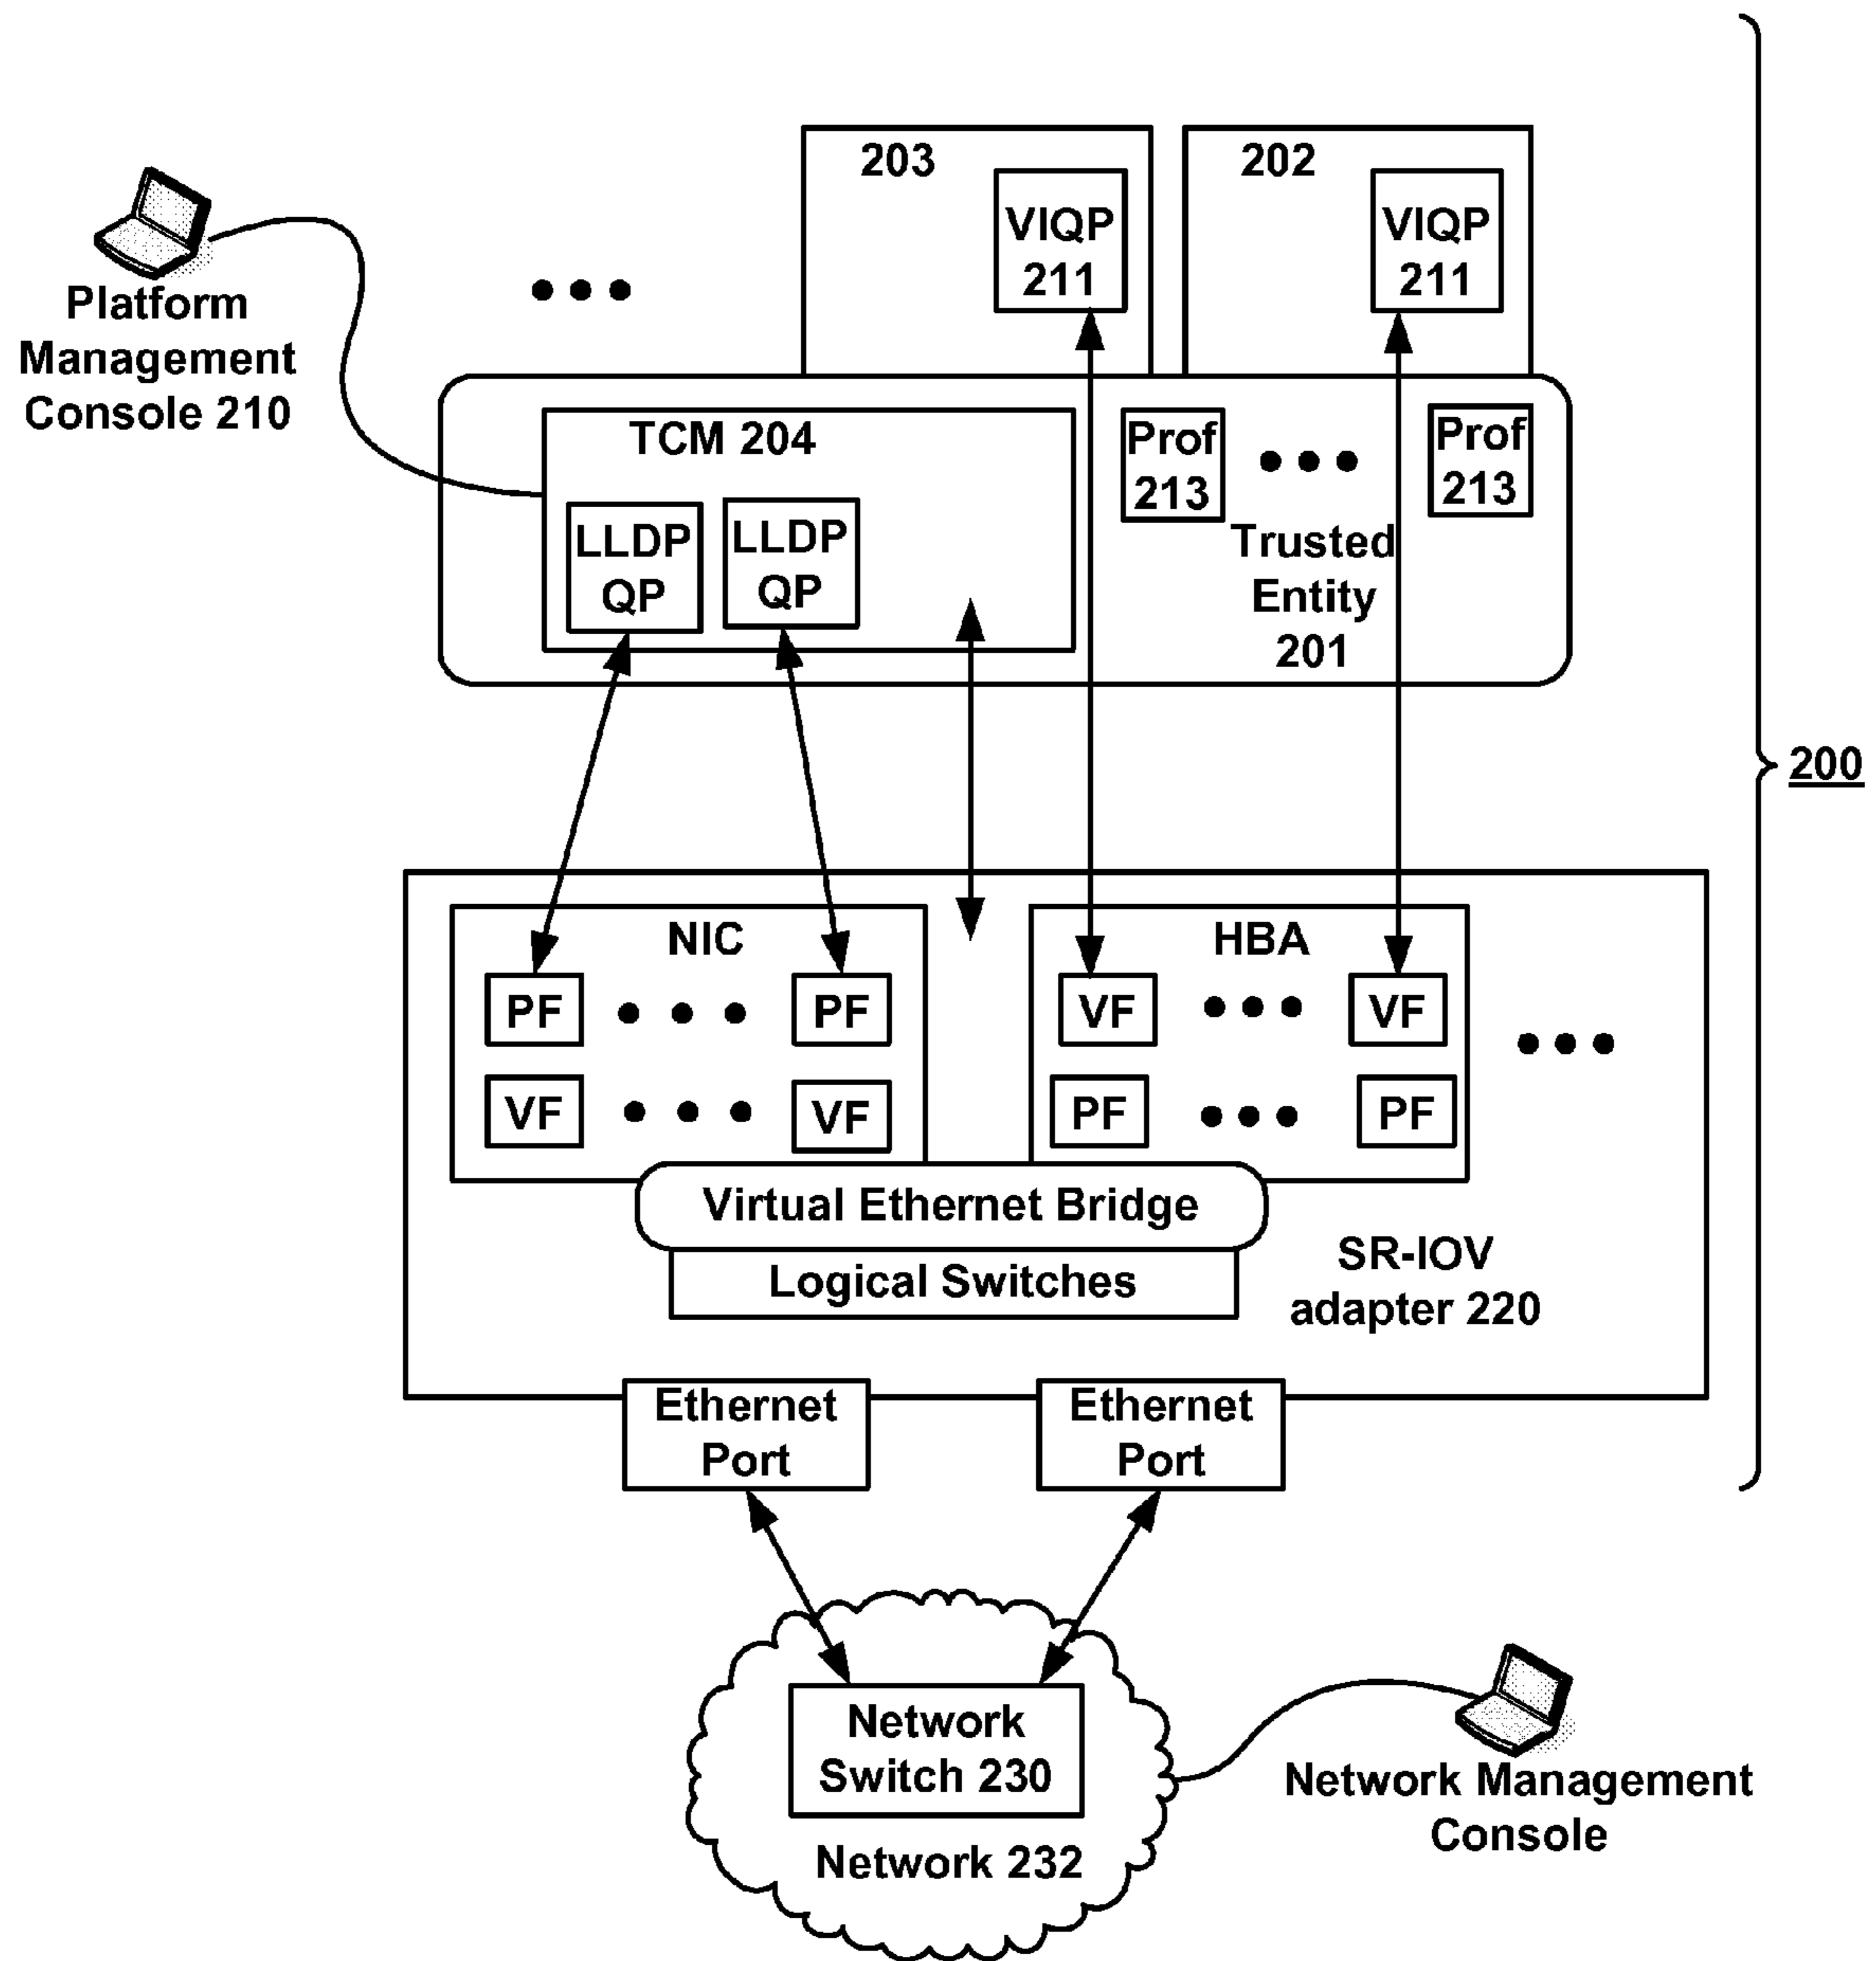 203
202
VIQP
211
VIQP
211
Platform
Management
Console 210
TCM 204
Prof
213
Prof
213
LLDP
QP
LLDP
QP
Trusted
Entity
201
200
NIC
HBA
PF
PF
VF
VF
VF
VF
PF
PF
Virtual Ethernet Bridge
Logical Switches
SR-IOV
adapter 220
Ethernet
Port
Ethernet
Port
Network
Switch 230
Network 232
Network Management
Console